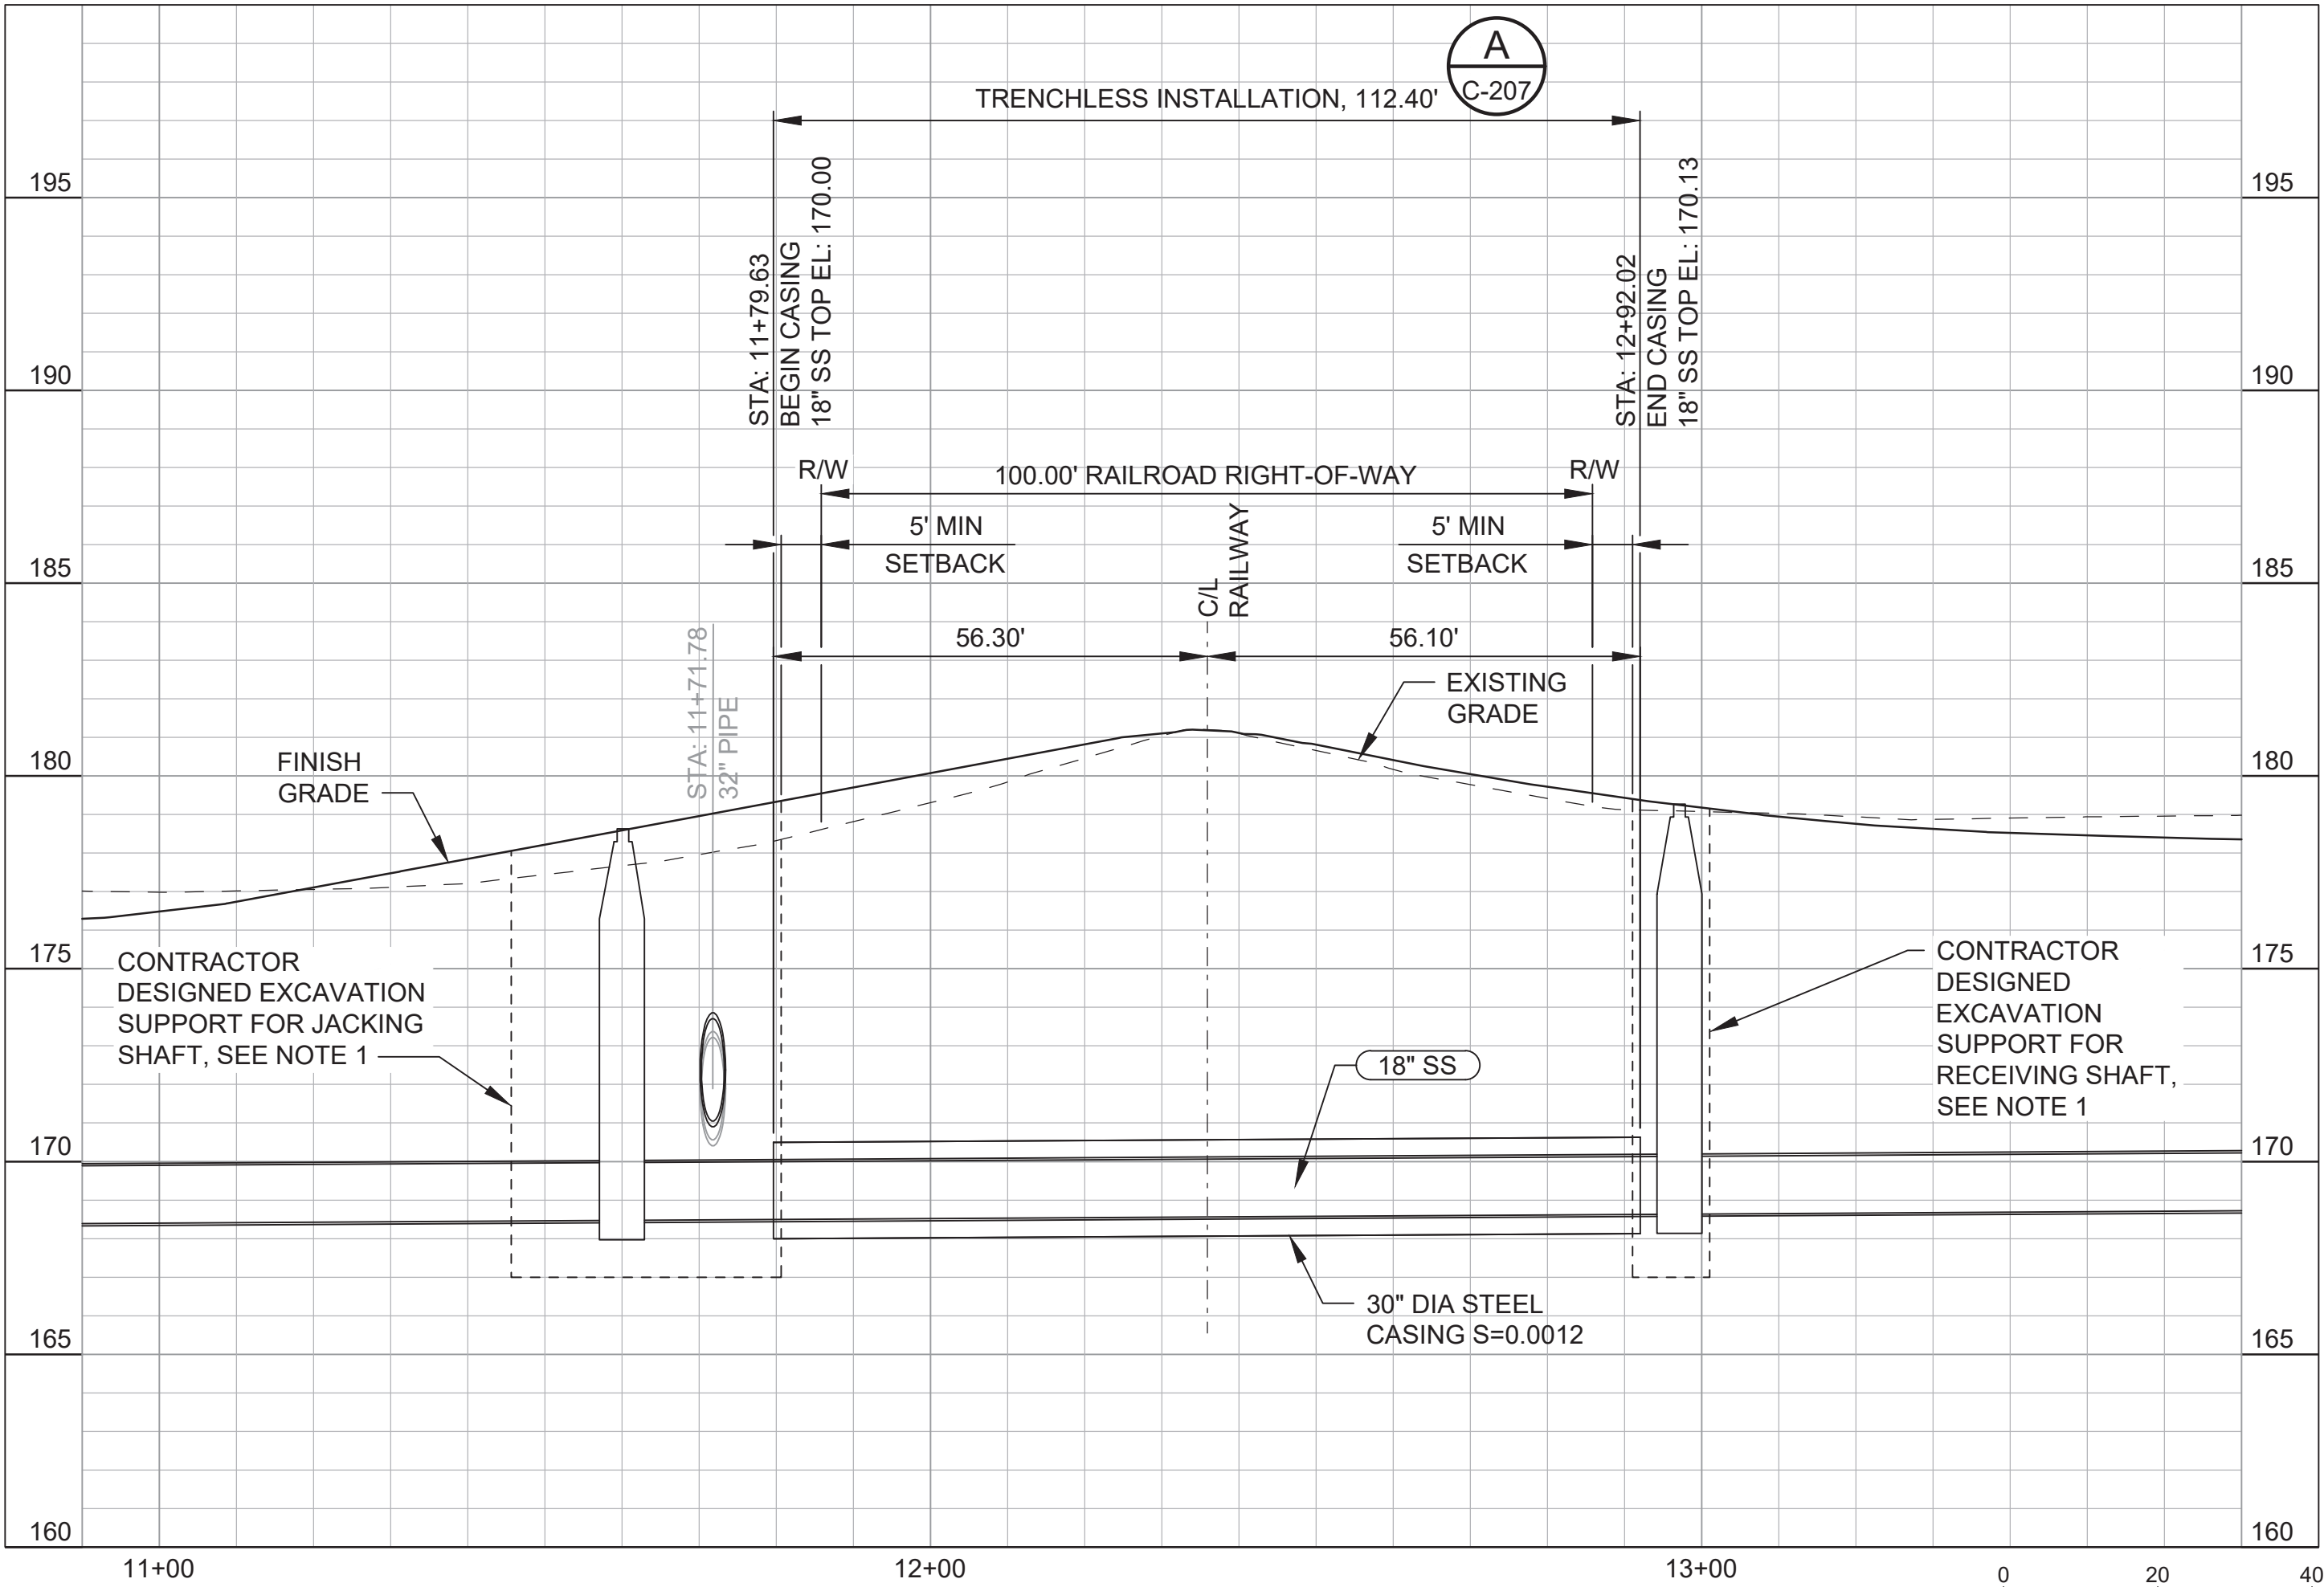 A
C-207
TRENCHLESS INSTALLATION, 112.40'
STA: 11+79.63
BEGIN CASING
18" SS TOP EL: 170.00
STA: 12+92.02
END CASING
18" SS TOP EL: 170.13
195
195
190
190
R/W
100.00' RAILROAD RIGHT-OF-WAY
R/W
5' MIN
SETBACK
5' MIN
SETBACK
C/L
RAILWAY
185
185
56.30'
56.10'
STA: 11+71.78
32" PIPE
EXISTING
GRADE
FINISH
GRADE
180
180
CONTRACTOR
DESIGNED EXCAVATION
SUPPORT FOR JACKING
SHAFT, SEE NOTE 1
CONTRACTOR
DESIGNED
EXCAVATION
SUPPORT FOR
RECEIVING SHAFT,
SEE NOTE 1
175
175
18" SS
170
170
30" DIA STEEL
CASING S=0.0012
165
165
160
160
11+00
12+00
13+00
0
20
40